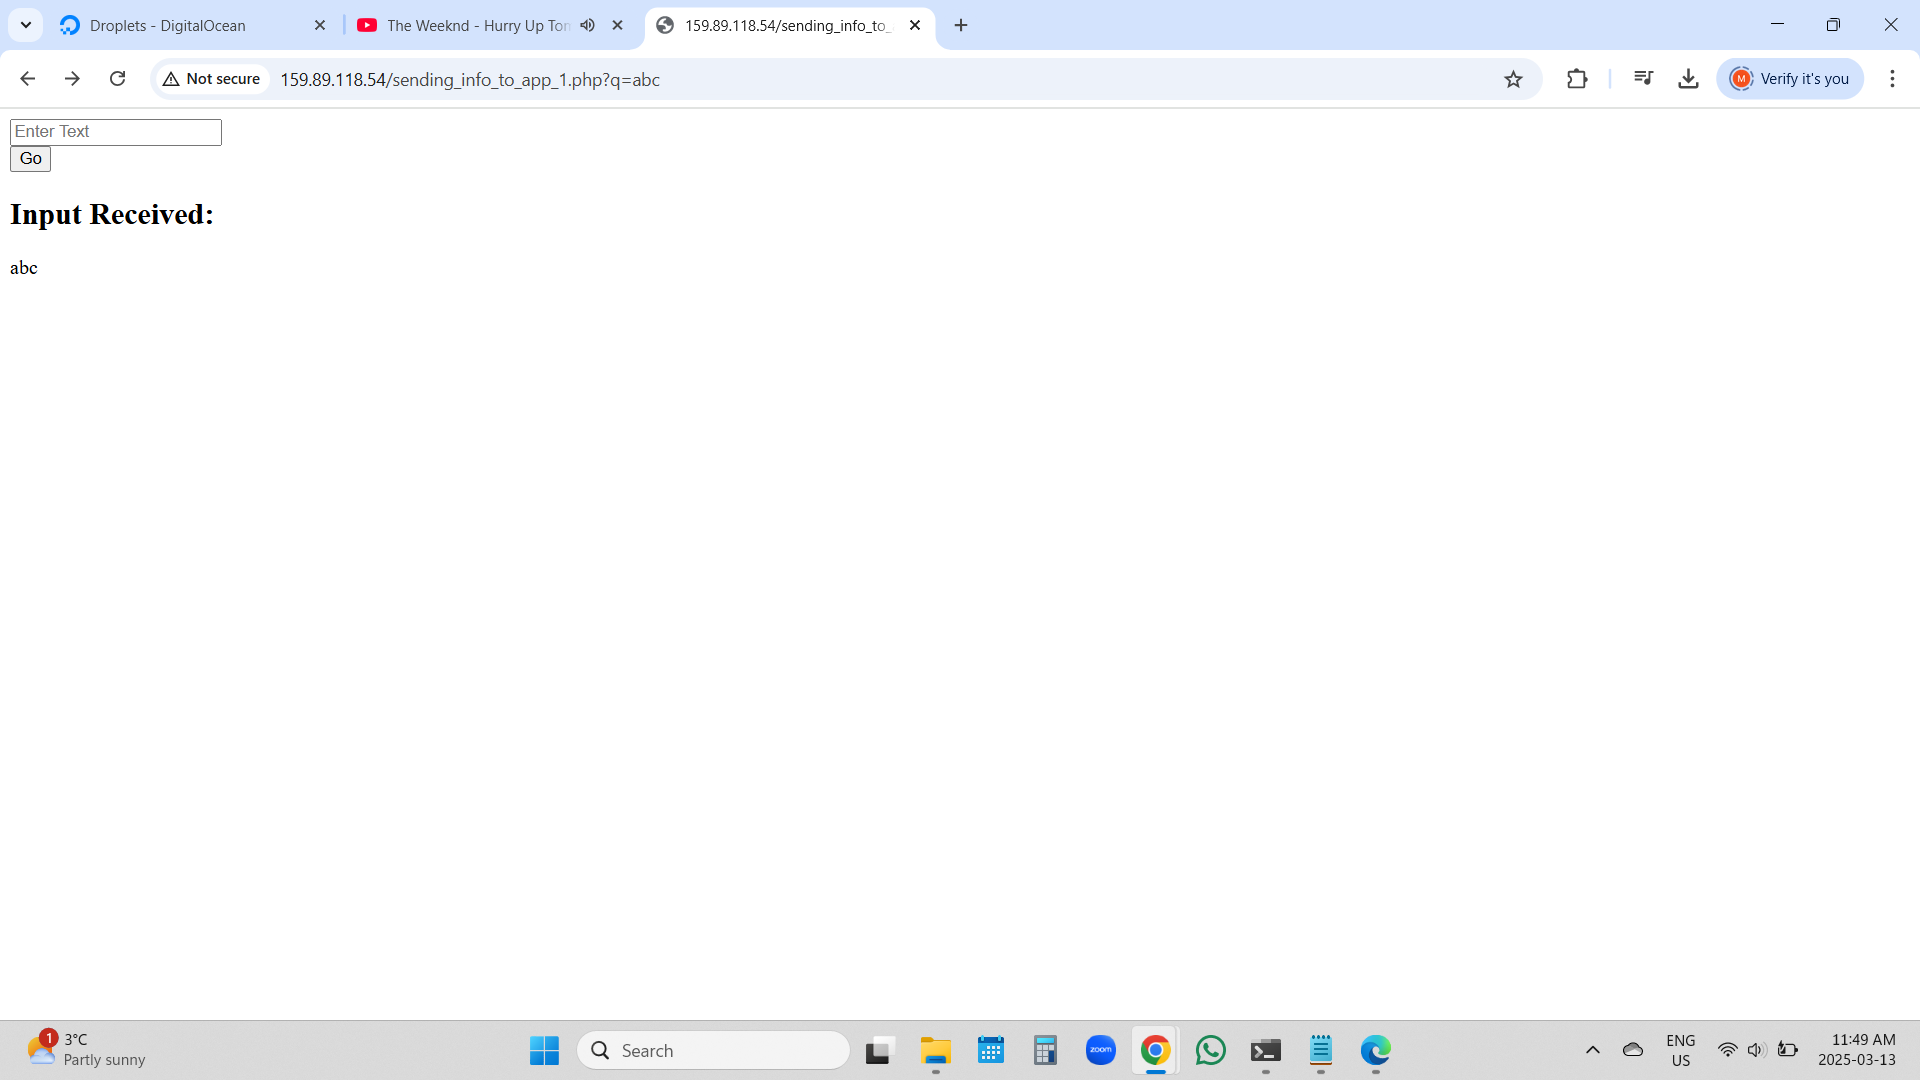 Droplets - DigitalOcean
The Weeknd - Hurry Up Ton
159.89.118.54/sending_info_to_
Not secure
159.89.118.54/sending_info_to_app_1.php?q=abc
M
Verify it's you
Enter Text
Go
Input Received:
abc
1
3°C
Partly sunny
Search
zoom
ENG
US
11:49 AM
2025-03-13